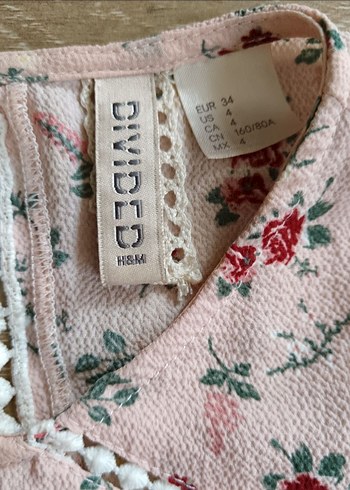 DIVIDED
H&M
EUR 34
US 4
CA 4
CN 160/80A
MX 4